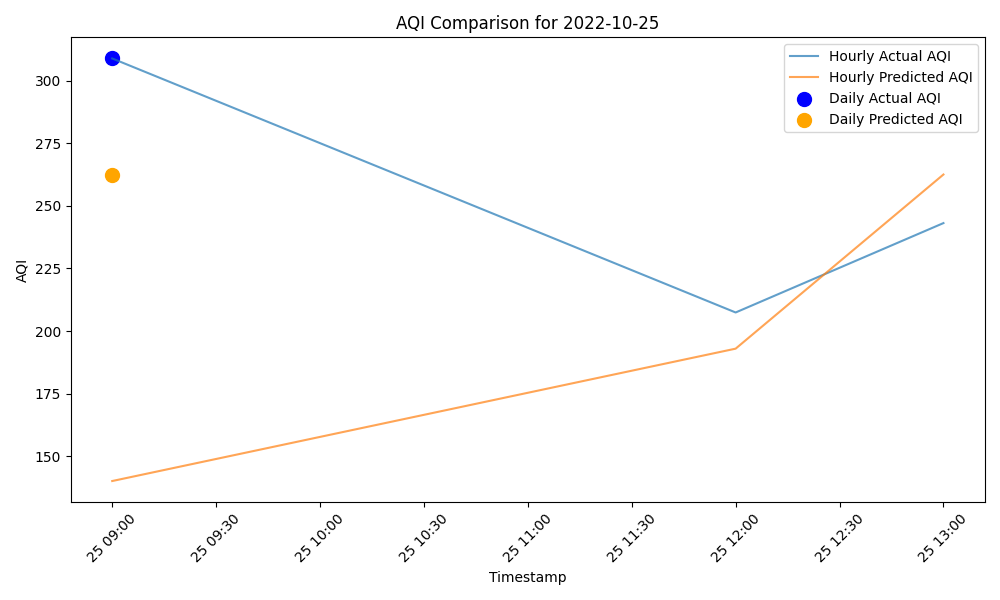 AQI Comparison for 2022-10-25
Hourly Actual AQI
Hourly Predicted AQI
Daily Actual AQI
Daily Predicted AQI
AQI
300
275
250
225
200
175
150
25 09:00
25 09:30
25 10:00
25 10:30
25 11:00
25 11:30
25 12:00
25 12:30
25 13:00
Timestamp